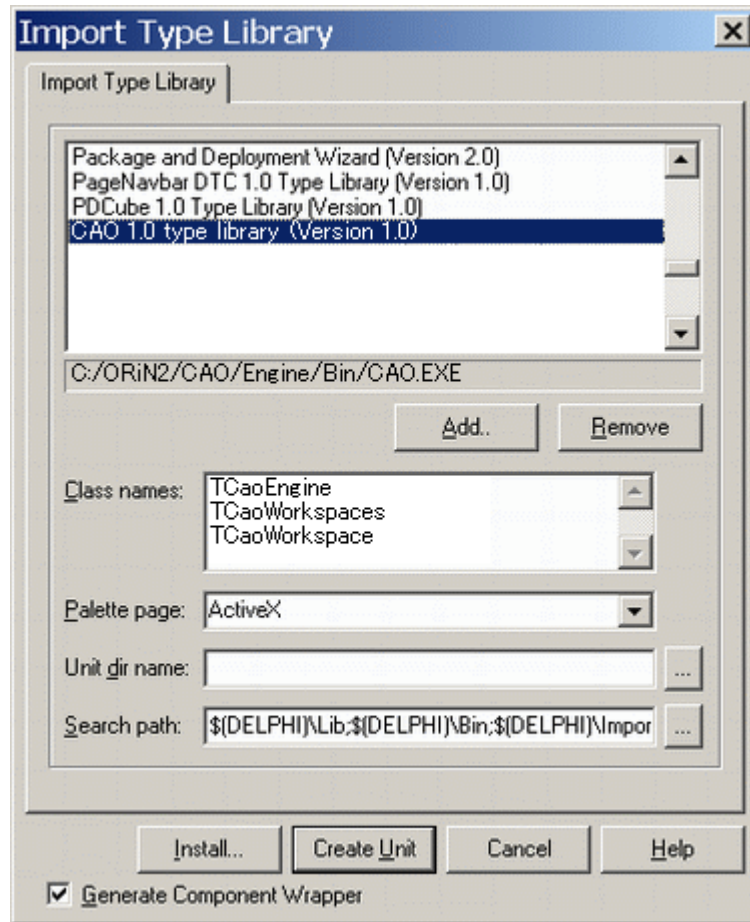 Import Type Library
Import Type Library
Package and Deployment Wizard (Version 2.0)
PageNavbar DTC 1.0 Type Library (Version 1.0)
PDCube 1.0 Type Library (Version 1.0)
CAO 1.0 type library (Version 1.0)
C:/ORiN2/CAO/Engine/Bin/CAO.EXE
Add..
Remove
Class names:
TCaoEngine
TCaoWorkspaces
TCaoWorkspace
Palette page:
ActiveX
Unit dir name:
...
Search path:
$(DELPHI)\Lib;$(DELPHI)\Bin;$(DELPHI)\Impor
...
Install...
Create Unit
Cancel
Help
Generate Component Wrapper